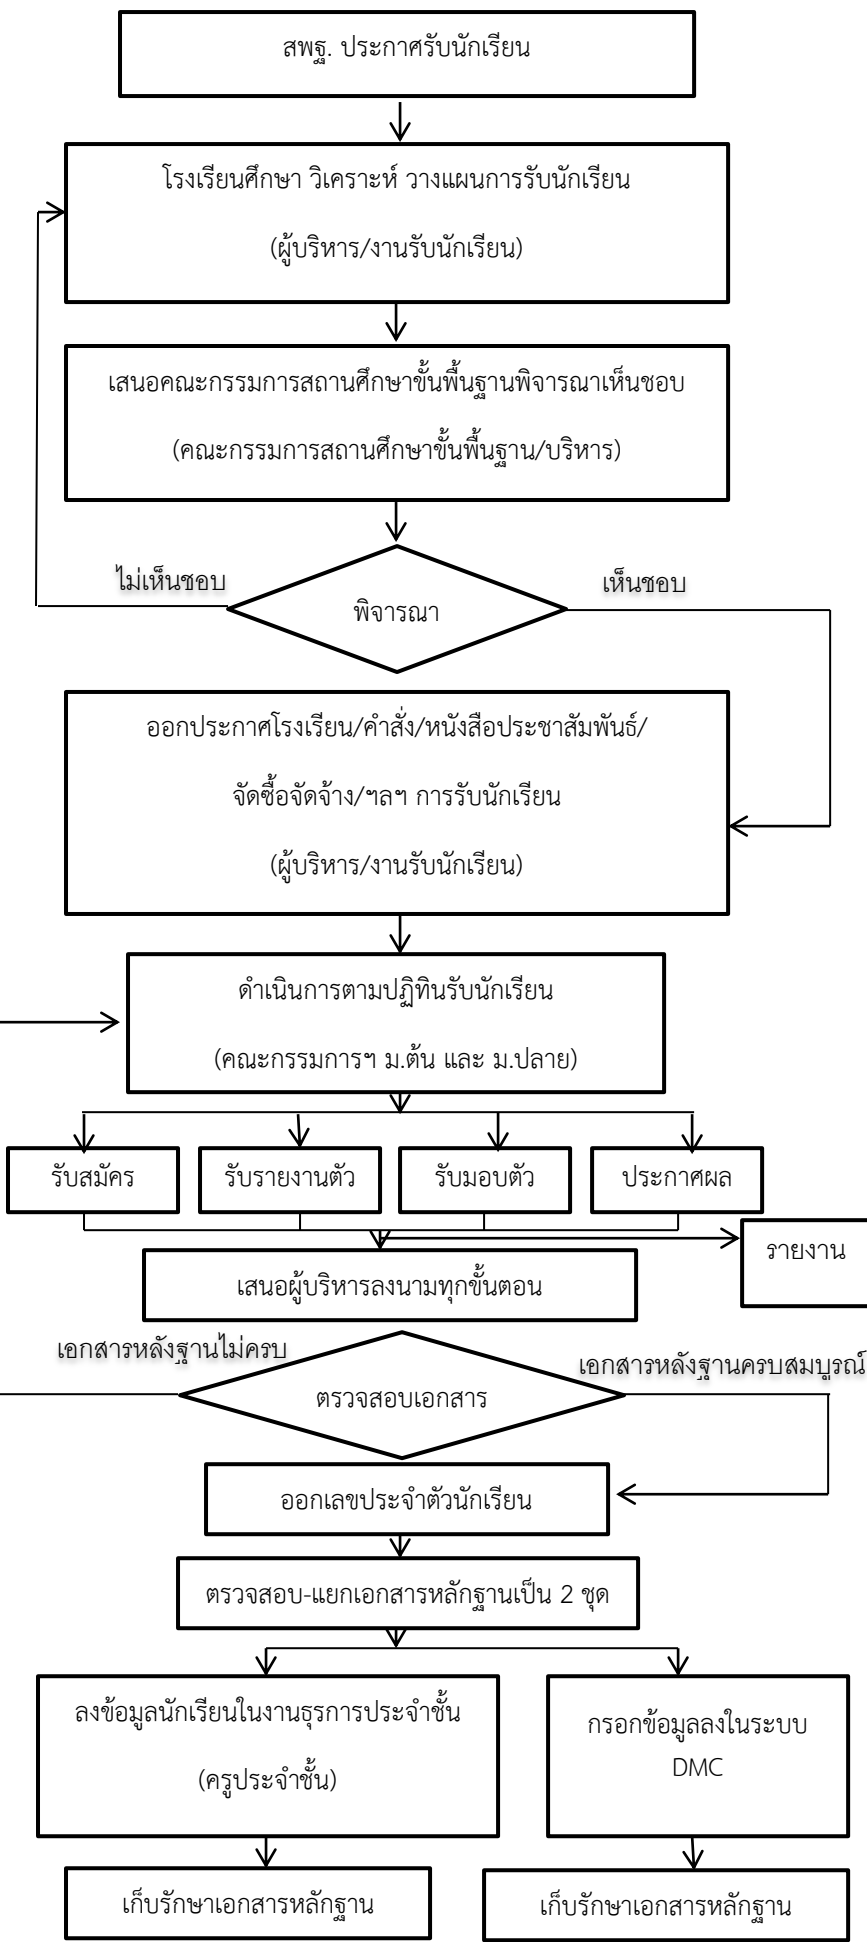 สพฐ. ประกาศรับนักเรียน
โรงเรียนศึกษา วิเคราะห์ วางแผนการรับนักเรียน
(ผู้บริหาร/งานรับนักเรียน)
เสนอคณะกรรมการสถานศึกษาขั้นพื้นฐานพิจารณาเห็นชอบ
(คณะกรรมการสถานศึกษาขั้นพื้นฐาน/บริหาร)
ไม่เห็นชอบ
เห็นชอบ
พิจารณา
ออกประกาศโรงเรียน/คำสั่ง/หนังสือประชาสัมพันธ์/
จัดซื้อจัดจ้าง/ฯลฯ การรับนักเรียน
(ผู้บริหาร/งานรับนักเรียน)
ดำเนินการตามปฏิทินรับนักเรียน
(คณะกรรมการฯ ม.ต้น และ ม.ปลาย)
รับสมัคร
รับรายงานตัว
รับมอบตัว
ประกาศผล
รายงาน
เสนอผู้บริหารลงนามทุกขั้นตอน
เอกสารหลังฐานไม่ครบ
เอกสารหลังฐานครบสมบูรณ์
ตรวจสอบเอกสาร
ออกเลขประจำตัวนักเรียน
ตรวจสอบ-แยกเอกสารหลักฐานเป็น 2 ชุด
ลงข้อมูลนักเรียนในงานธุรการประจำชั้น
(ครูประจำชั้น)
กรอกข้อมูลลงในระบบ
DMC
เก็บรักษาเอกสารหลักฐาน
เก็บรักษาเอกสารหลักฐาน